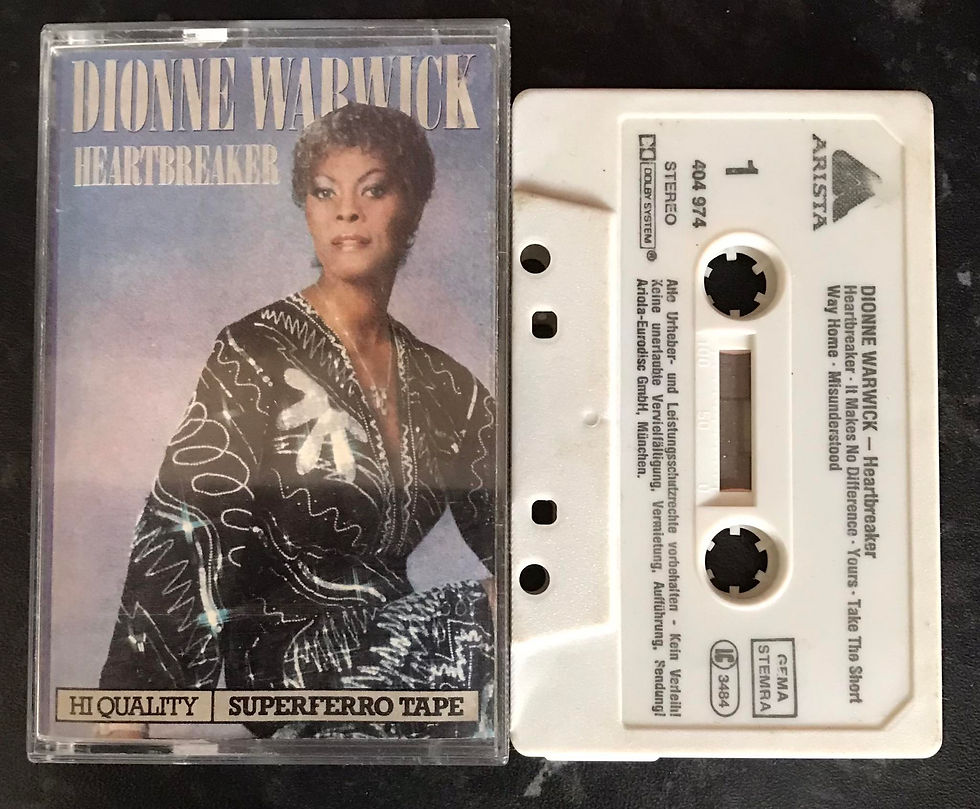 DIONNE WARWICK
HEARTBREAKER
HI QUALITY
SUPERFERRO TAPE
ARISTA
1
404 974
STEREO
DOLBY SYSTEM®
DIONNE WARWICK – Heartbreaker
Heartbreaker · It Makes No Difference · Yours · Take The Short
Way Home · Misunderstood
100 50 0
Alle Urheber- und Leistungsschutzrechte vorbehalten - Kein Verleih!
Keine unerlaubte Vervielfältigung, Vermietung, Aufführung, Sendung!
Ariola-Eurodisc GmbH, München.
GEMA
STEMRA
LC 3484